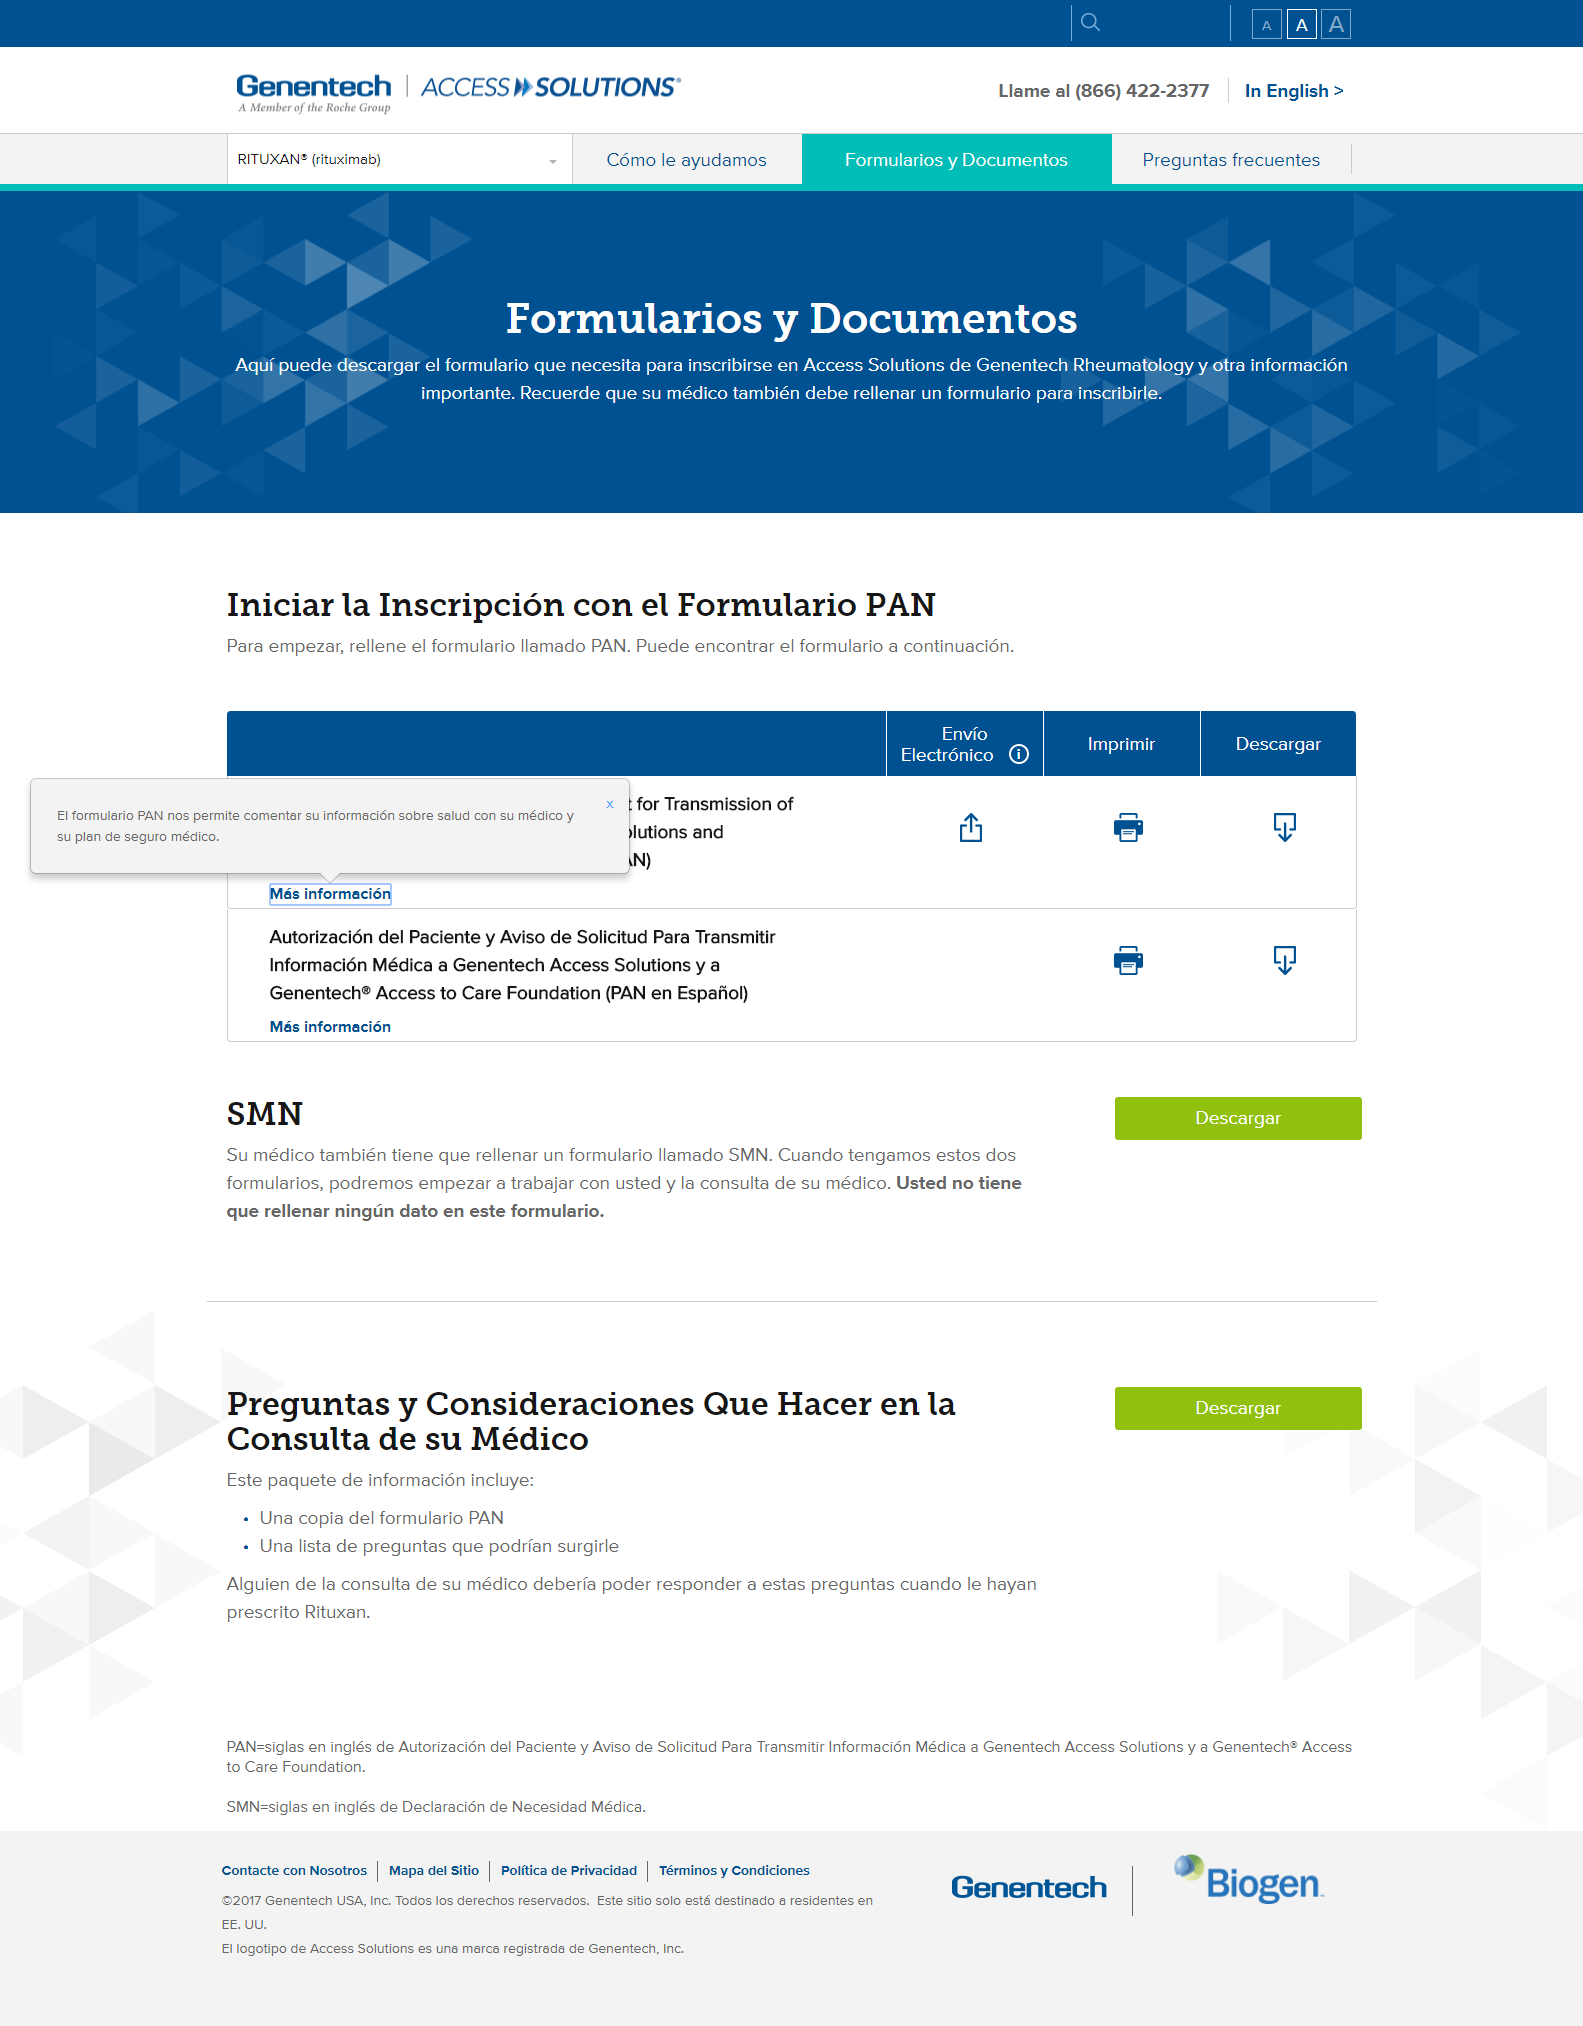 A A A
Genentech
A Member of the Roche Group
ACCESS SOLUTIONS®
Llame al (866) 422-2377
In English >
RITUXAN® (rituximab)
Cómo le ayudamos
Formularios y Documentos
Preguntas frecuentes
Formularios y Documentos
Aquí puede descargar el formulario que necesita para inscribirse en Access Solutions de Genentech Rheumatology y otra información
importante. Recuerde que su médico también debe rellenar un formulario para inscribirle.
Iniciar la Inscripción con el Formulario PAN
Para empezar, rellene el formulario llamado PAN. Puede encontrar el formulario a continuación.
Envío
Electrónico
Imprimir
Descargar
El formulario PAN nos permite comentar su información sobre salud con su médico y
su plan de seguro médico.
x
for Transmission of
olutions and
AN)
Más información
Autorización del Paciente y Aviso de Solicitud Para Transmitir
Información Médica a Genentech Access Solutions y a
Genentech® Access to Care Foundation (PAN en Español)
Más información
SMN
Descargar
Su médico también tiene que rellenar un formulario llamado SMN. Cuando tengamos estos dos
formularios, podremos empezar a trabajar con usted y la consulta de su médico. Usted no tiene
que rellenar ningún dato en este formulario.
Preguntas y Consideraciones Que Hacer en la
Consulta de su Médico
Descargar
Este paquete de información incluye:
• Una copia del formulario PAN
• Una lista de preguntas que podrían surgirle
Alguien de la consulta de su médico debería poder responder a estas preguntas cuando le hayan
prescrito Rituxan.
PAN=siglas en inglés de Autorización del Paciente y Aviso de Solicitud Para Transmitir Información Médica a Genentech Access Solutions y a Genentech® Access
to Care Foundation.
SMN=siglas en inglés de Declaración de Necesidad Médica.
Contacte con Nosotros
Mapa del Sitio
Política de Privacidad
Términos y Condiciones
©2017 Genentech USA, Inc. Todos los derechos reservados. Este sitio solo está destinado a residentes en
EE. UU.
El logotipo de Access Solutions es una marca registrada de Genentech, Inc.
Genentech
Biogen